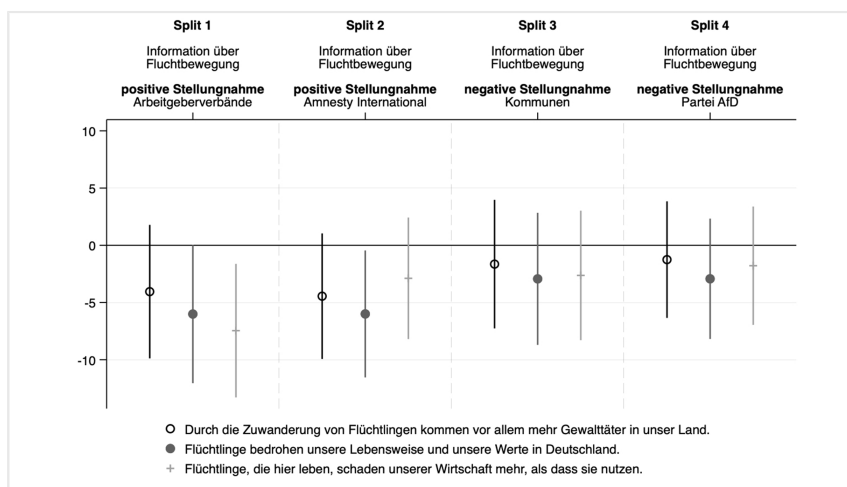 Split 1
Split 2
Split 3
Split 4
Information über
Fluchtbewegung
Information über
Fluchtbewegung
Information über
Fluchtbewegung
Information über
Fluchtbewegung
positive Stellungnahme
Arbeitgeberverbände
positive Stellungnahme
Amnesty International
negative Stellungnahme
Kommunen
negative Stellungnahme
Partei AfD
10
5
0
-5
-10
Durch die Zuwanderung von Flüchtlingen kommen vor allem mehr Gewalttäter in unser Land.
Flüchtlinge bedrohen unsere Lebensweise und unsere Werte in Deutschland.
Flüchtlinge, die hier leben, schaden unserer Wirtschaft mehr, als dass sie nutzen.